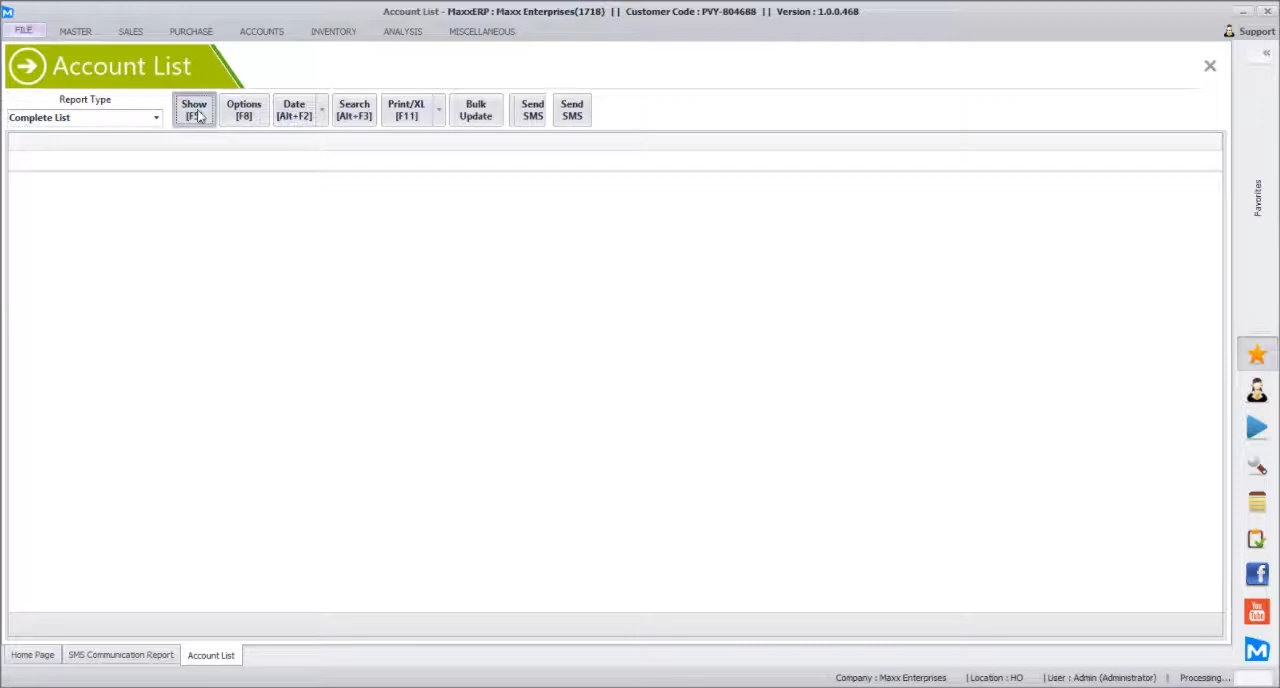 Account List - MaxxERP : Maxx Enterprises(1718) || Customer Code : PVY-804688 || Version : 1.0.0.468
FILE MASTER SALES PURCHASE ACCOUNTS INVENTORY ANALYSIS MISCELLANEOUS Support
Account List
Report Type
Complete List
Show
Options [F8]
Date [Alt+F2]
Search [Alt+F3]
Print/XL [F11]
Bulk Update
Send SMS
Send SMS
Favorites
You Tube
Home Page SMS Communication Report Account List
Company : Maxx Enterprises | Location : HO | User : Admin (Administrator) | Processing...